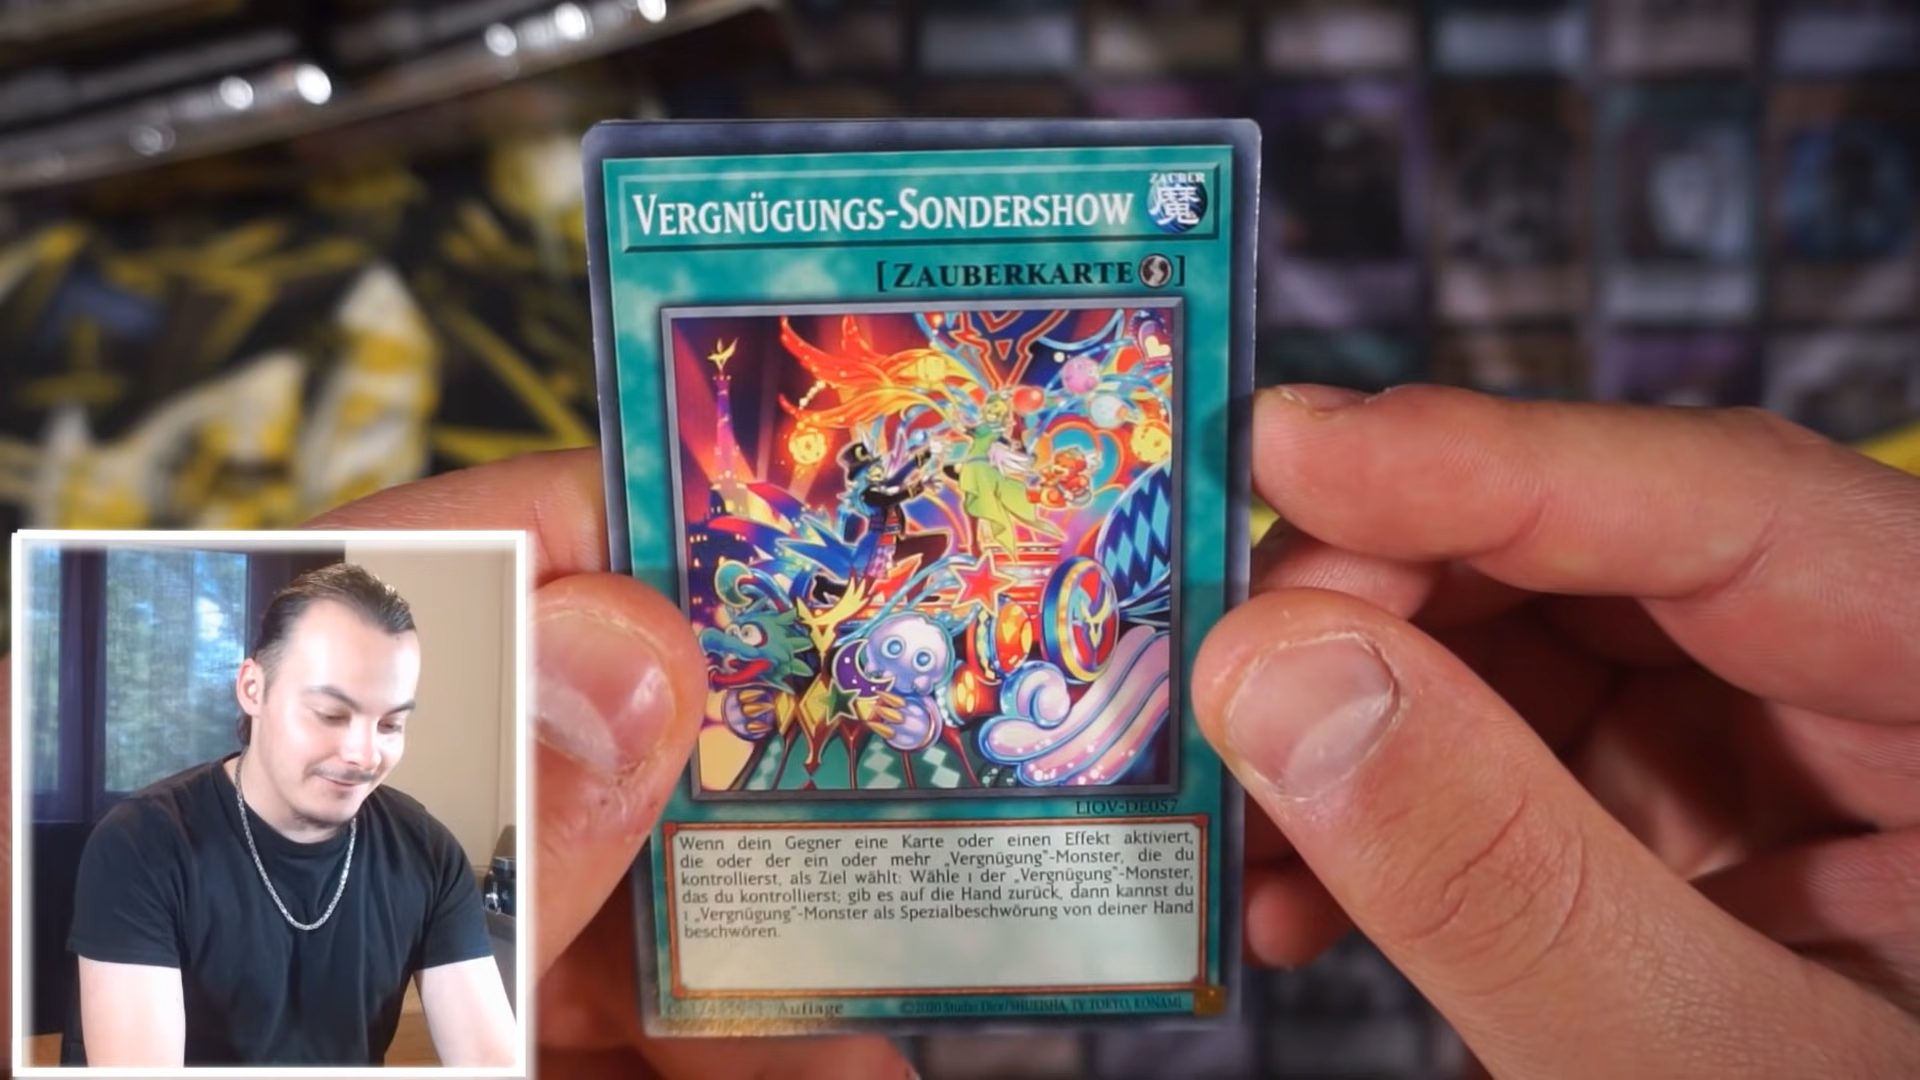 VERGNÜGUNGS-SONDERSHOW
ZAUBER
魔
[ZAUBERKARTE]
LIOV-DE057
Wenn dein Gegner eine Karte oder einen Effekt aktiviert,
die oder der ein oder mehr „Vergnügung"-Monster, die du
kontrollierst, als Ziel wählt: Wähle 1 der „Vergnügung"-Monster,
das du kontrollierst; gib es auf die Hand zurück, dann kannst du
1 „Vergnügung"-Monster als Spezialbeschwörung von deiner Hand
beschwören.
Auflage ©2020 Studio Dice/SHUEISHA, TV TOKYO, KONAMI